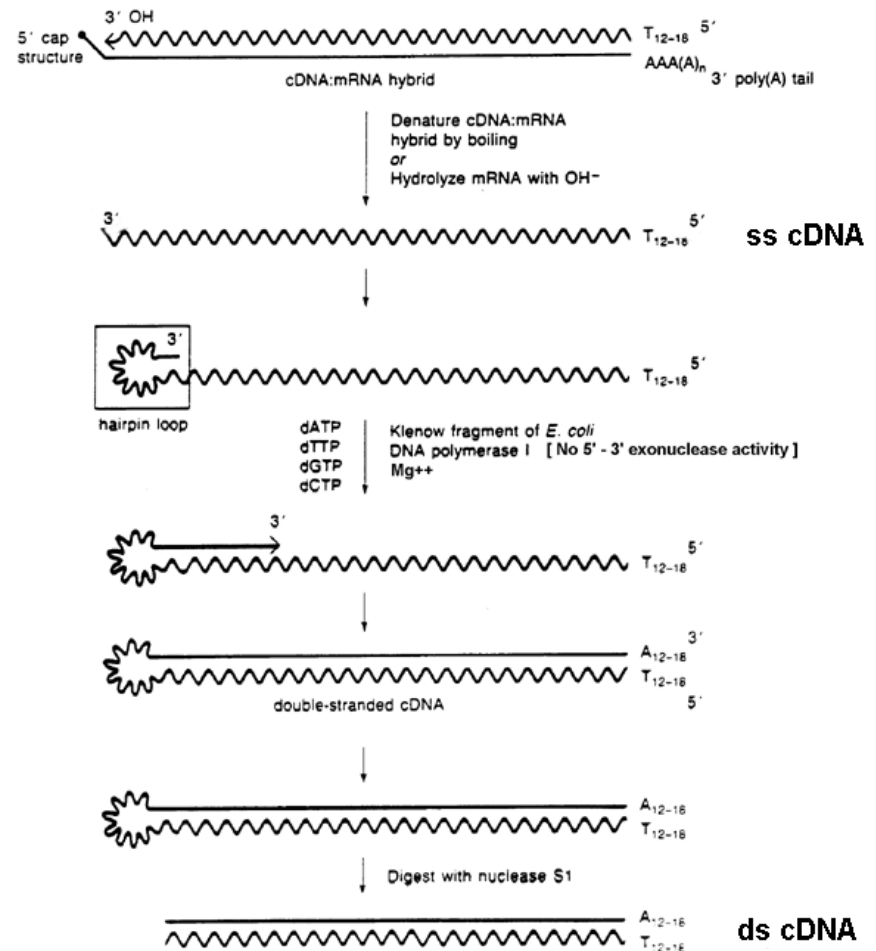 3′ OH
5′ cap
structure
T₁₂₋₁₈ 5′
AAA(A)ₙ
3′ poly(A) tail
cDNA:mRNA hybrid
Denature cDNA:mRNA
hybrid by boiling
or
Hydrolyze mRNA with OH⁻
3′
T₁₂₋₁₈ 5′
ss cDNA
3′
T₁₂₋₁₈ 5′
hairpin loop
dATP
dTTP
dGTP
dCTP
Klenow fragment of E. coli
DNA polymerase I [ No 5' - 3' exonuclease activity ]
Mg++
3′
T₁₂₋₁₈ 5′
A₁₂₋₁₈ 3′
T₁₂₋₁₈
5′
double-stranded cDNA
A₁₂₋₁₈
T₁₂₋₁₈
Digest with nuclease S1
A₁₂₋₁₈
T₁₂₋₁₈
ds cDNA